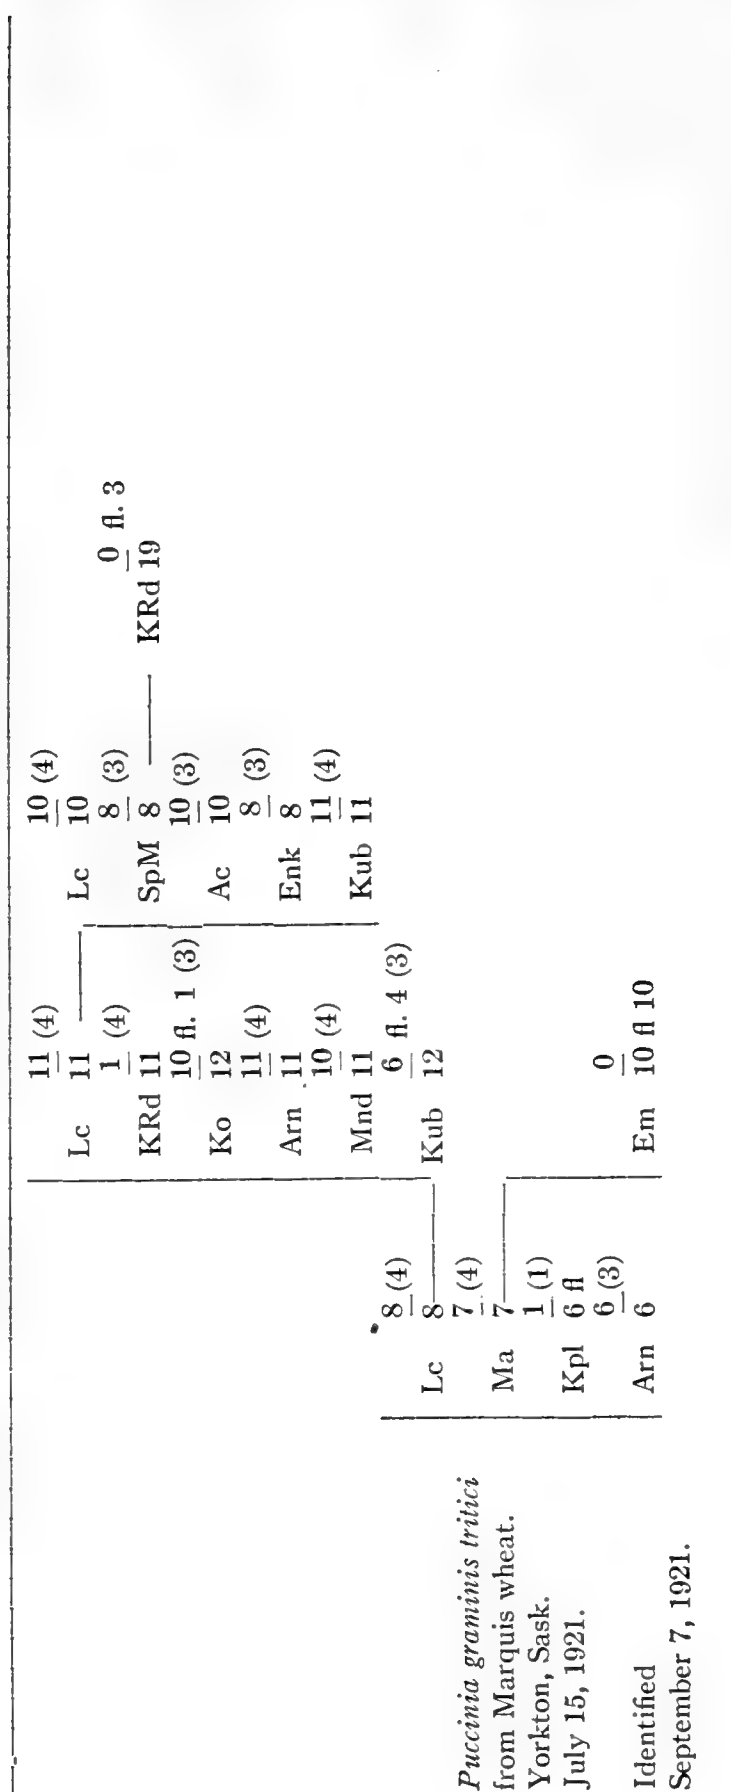 Puccinia graminis tritici
from Marquis wheat.
Yorkton, Sask.
July 15, 1921.
Identified
September 7, 1921.
8 (4)
Lc 8
7 (4)
Ma 7
1 (1)
Kpl 6 fl
6 (3)
Arn 6
11 (4)
Lc 11
1 (4)
KRd 11
10 fl. 1 (3)
Ko 12
11 (4)
Arn 11
10 (4)
Mnd 11
6 fl. 4 (3)
Kub 12
0
Em 10 fl 10
10 (4)
Lc 10
8 (3)
SpM 8
10 (3)
Ac 10
8 (3)
Enk 8
11 (4)
Kub 11
0 fl. 3
KRd 19